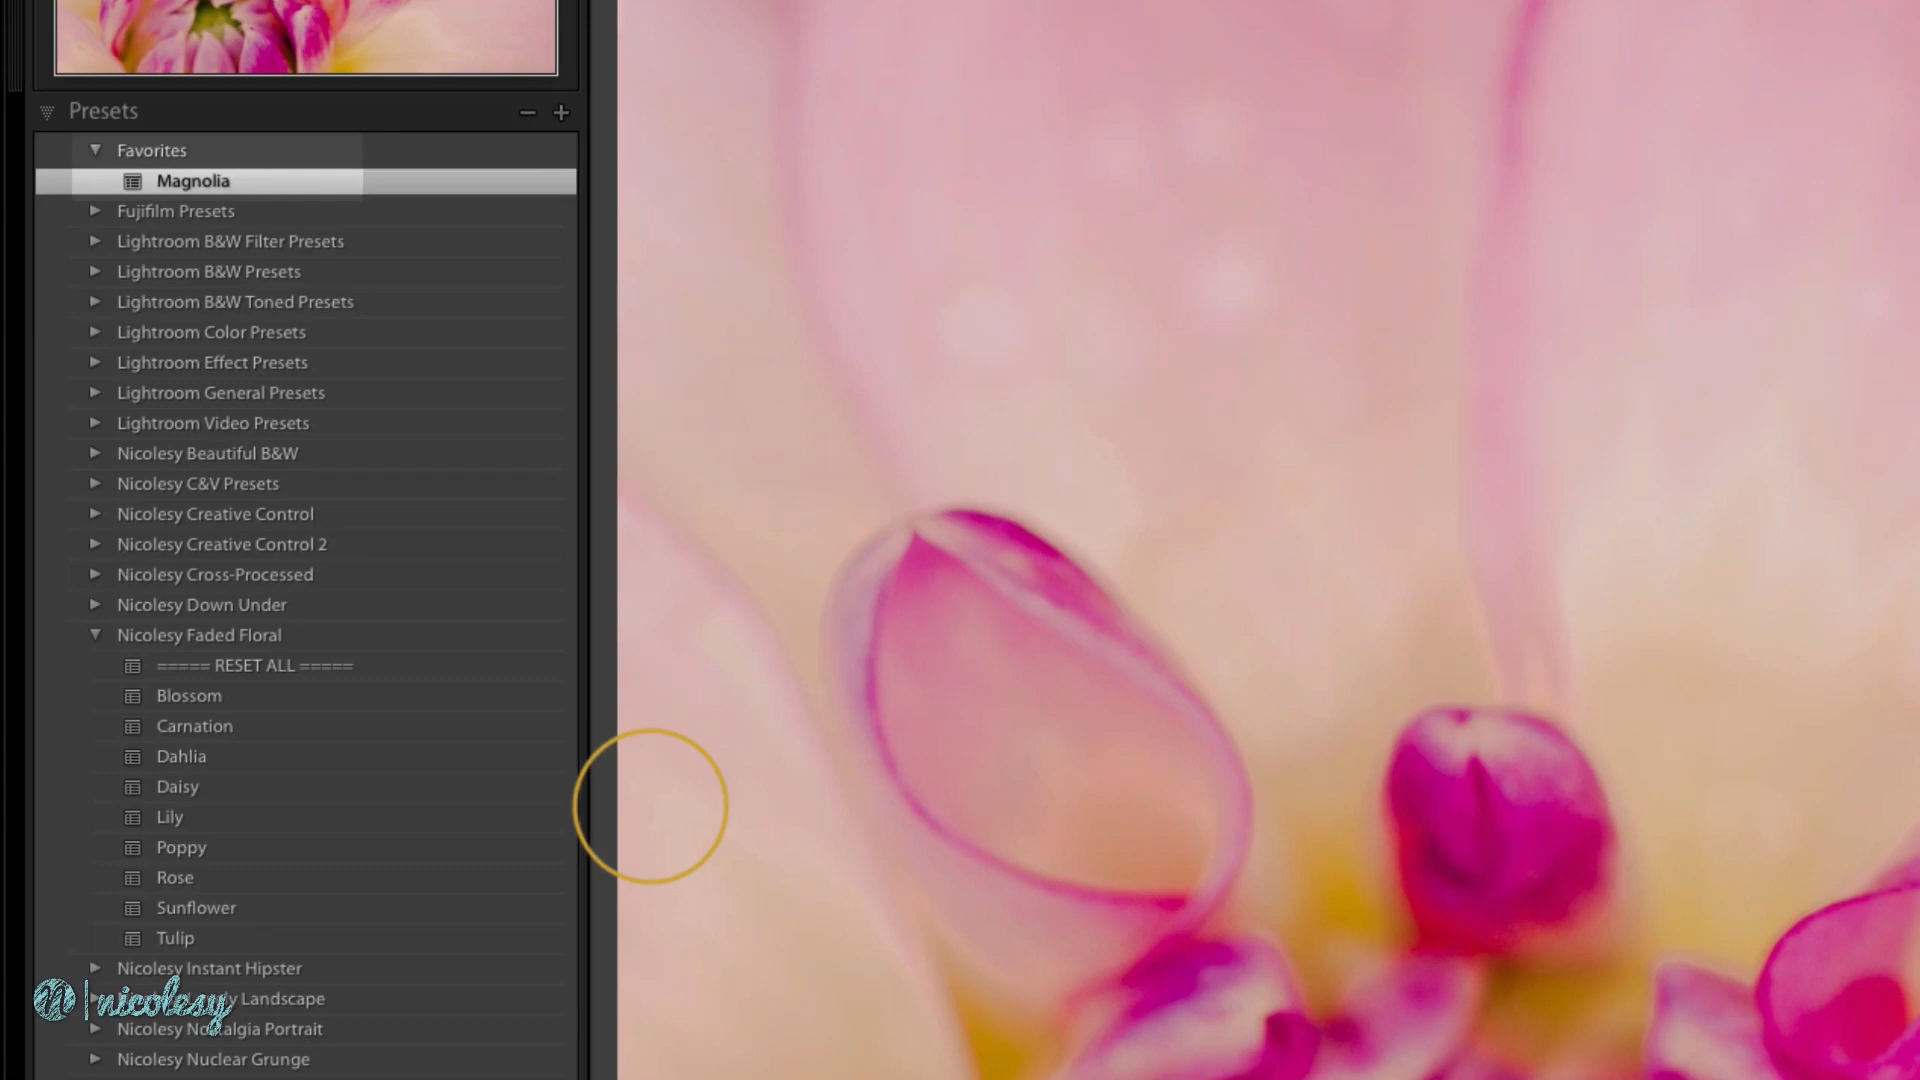 Presets
Favorites
Magnolia
Fujifilm Presets
Lightroom B&W Filter Presets
Lightroom B&W Presets
Lightroom B&W Toned Presets
Lightroom Color Presets
Lightroom Effect Presets
Lightroom General Presets
Lightroom Video Presets
Nicolesy Beautiful B&W
Nicolesy C&V Presets
Nicolesy Creative Control
Nicolesy Creative Control 2
Nicolesy Cross-Processed
Nicolesy Down Under
Nicolesy Faded Floral
===== RESET ALL =====
Blossom
Carnation
Dahlia
Daisy
Lily
Poppy
Rose
Sunflower
Tulip
Nicolesy Instant Hipster
Landscape
Nicolesy Nostalgia Portrait
Nicolesy Nuclear Grunge
n | nicolesy